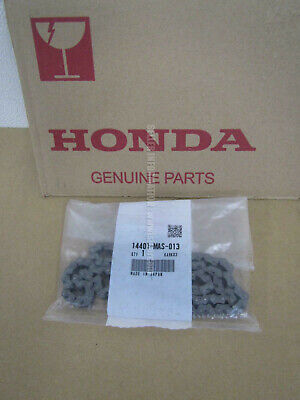 HONDA
GENUINE PARTS
14401-MAS-013
QTY 1
MADE IN JAPAN